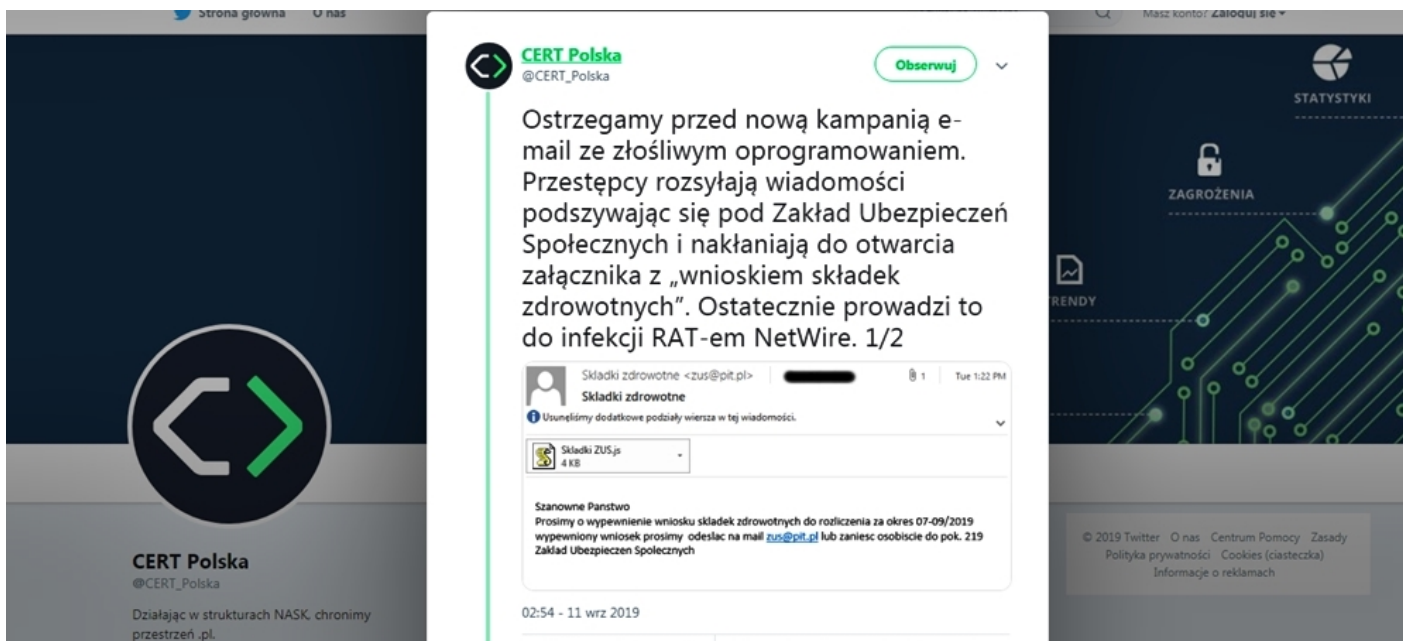 Strona główna O nas
Masz konto? Zaloguj się
CERT Polska
@CERT_Polska
Obserwuj
Ostrzegamy przed nową kampanią e-
mail ze złośliwym oprogramowaniem.
Przestępcy rozsyłają wiadomości
podszywając się pod Zakład Ubezpieczeń
Społecznych i nakłaniają do otwarcia
załącznika z „wnioskiem składek
zdrowotnych”. Ostatecznie prowadzi to
do infekcji RAT-em NetWire. 1/2
Skladki zdrowotne <zus@pit.pl> 1 Tue 1:22 PM
Skladki zdrowotne
Usunęliśmy dodatkowe podziały wiersza w tej wiadomości.
Skladki ZUS.js
4 KB
Szanowne Panstwo
Prosimy o wypewnienie wniosku skladek zdrowotnych do rozliczenia za okres 07-09/2019
wypewniony wniosek prosimy odeslac na mail zus@pit.pl lub zaniesc osobiscie do pok. 219
Zaklad Ubezpieczen Spolecznych
02:54 - 11 wrz 2019
STATYSTYKI
ZAGROŻENIA
RENDY
CERT Polska
@CERT_Polska
Działając w strukturach NASK, chronimy
przestrzeń .pl.
© 2019 Twitter O nas Centrum Pomocy Zasady
Polityka prywatności Cookies (ciasteczka)
Informacje o reklamach